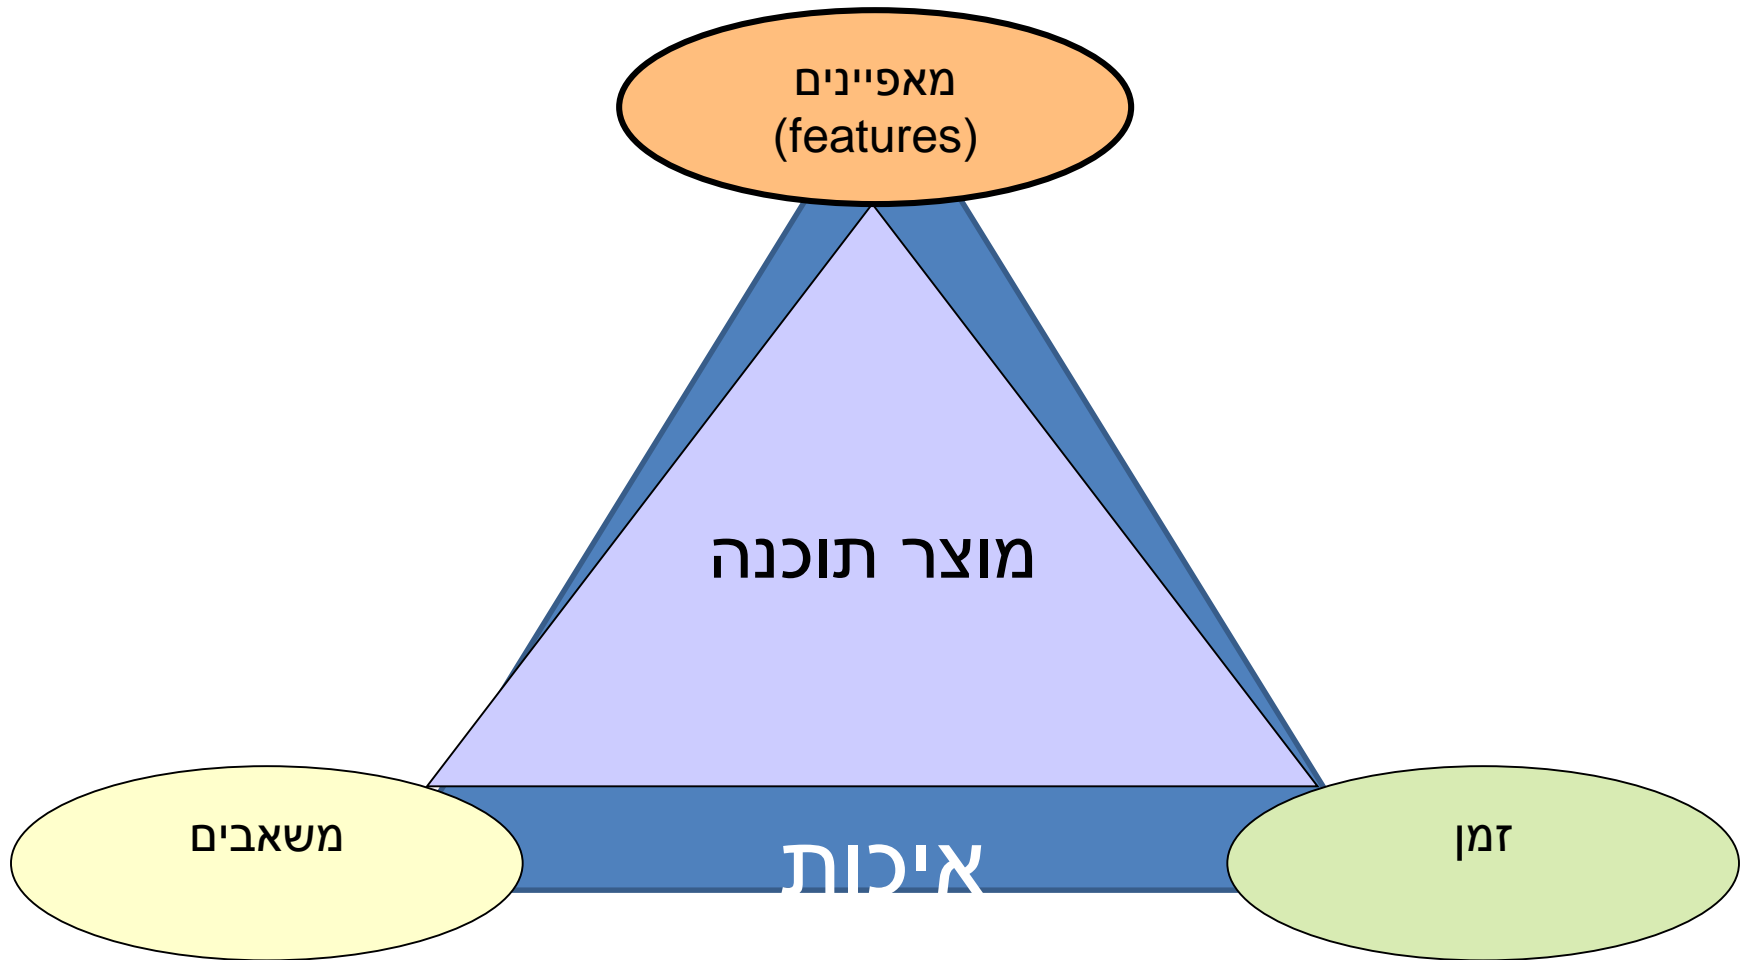 מאפיינים
(features)
מוצר תוכנה
משאבים
זמן
איכות